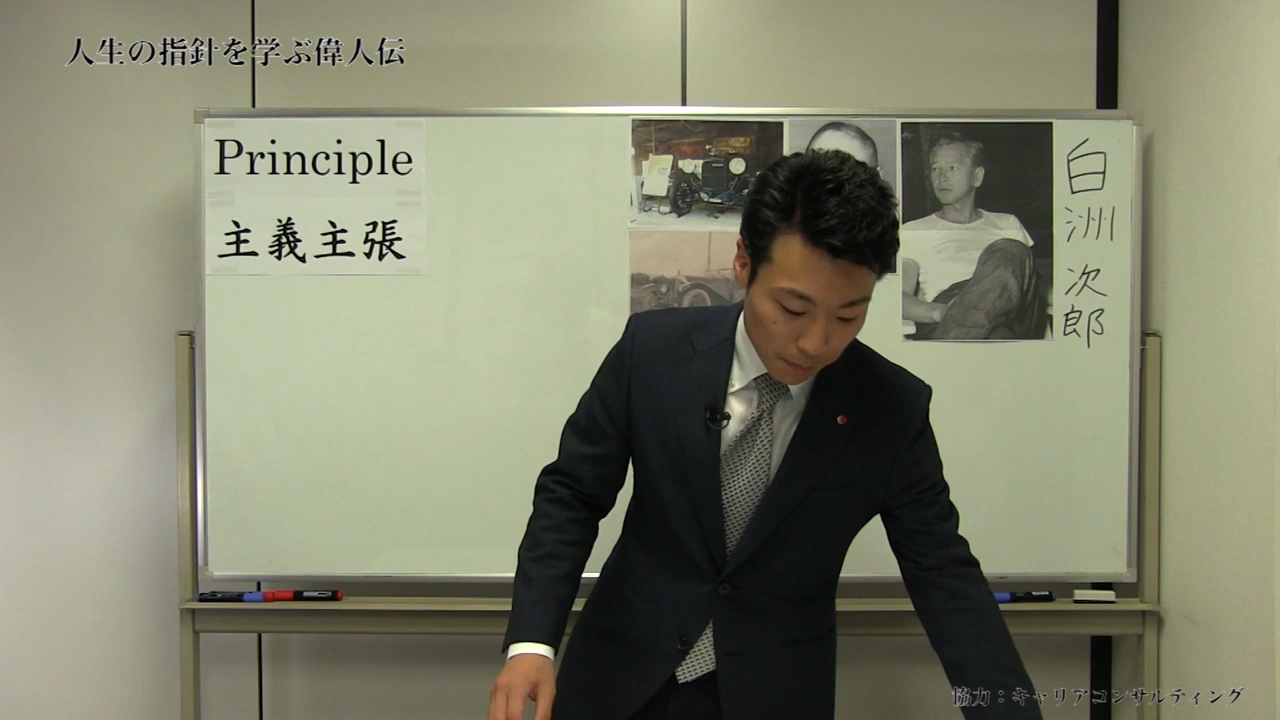 人生の指針を学ぶ偉人伝
Principle
主義主張
白洲次郎
協力：キャリアコンサルティング